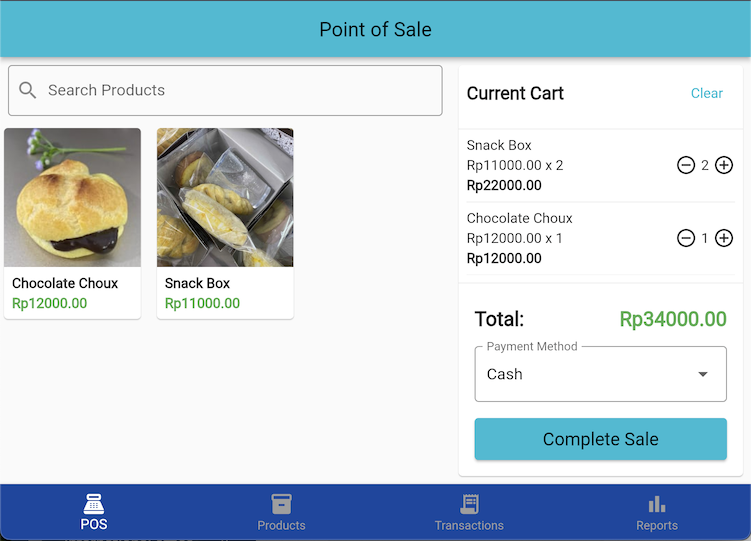 Point of Sale
Search Products
Chocolate Choux
Rp12000.00
Snack Box
Rp11000.00
Current Cart
Clear
Snack Box
Rp11000.00 x 2
2
Rp22000.00
Chocolate Choux
Rp12000.00 x 1
1
Rp12000.00
Total:
Rp34000.00
Payment Method
Cash
Complete Sale
POS
Products
Transactions
Reports